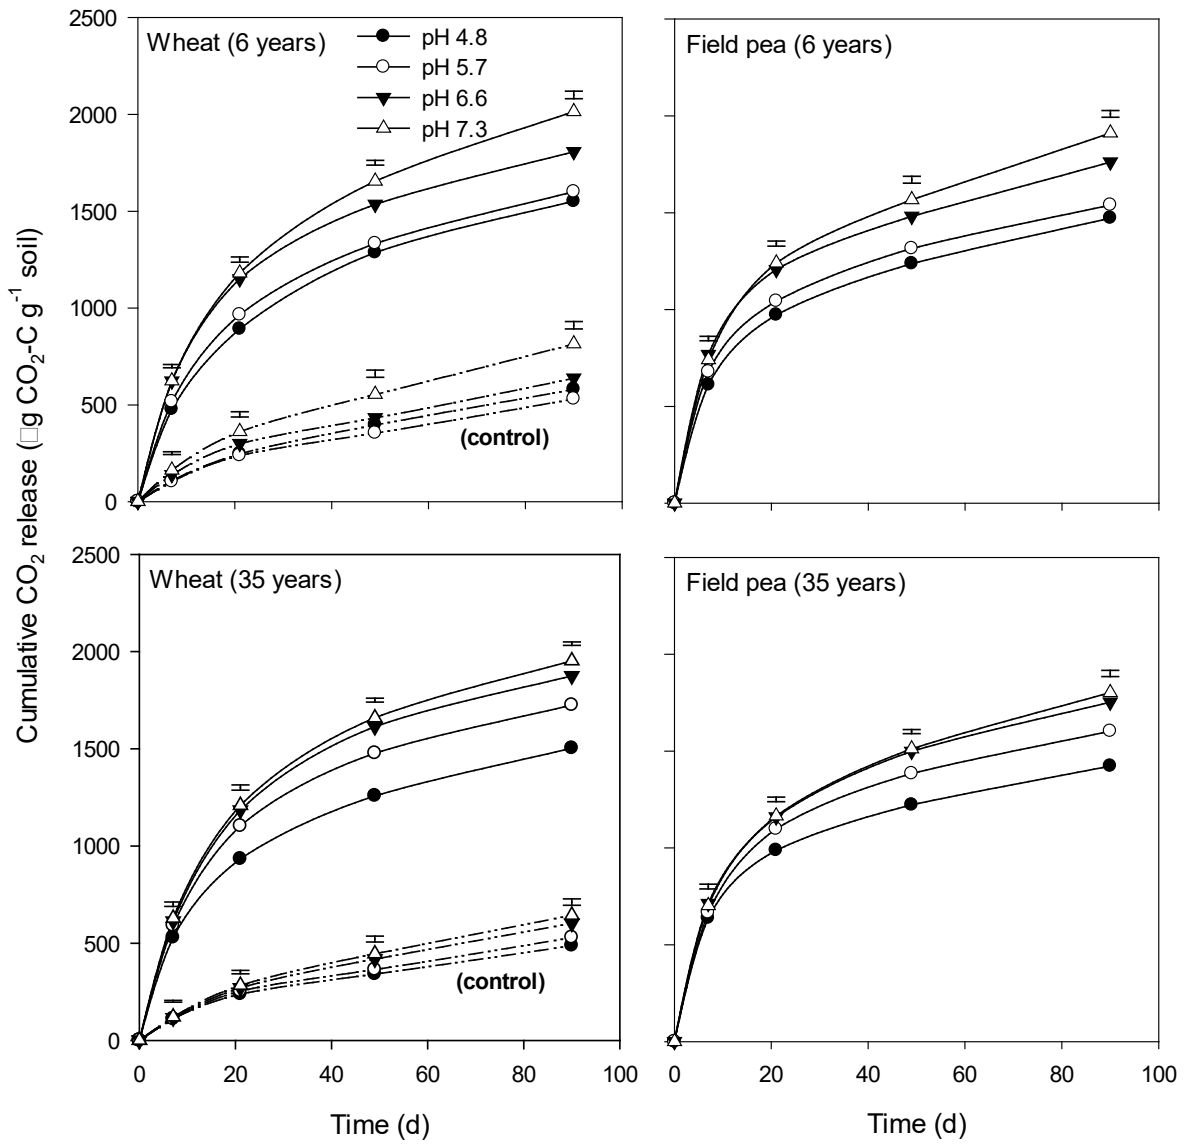 Cumulative CO₂ release (□g CO₂-C g⁻¹ soil)
2500
2000
1500
1000
500
0
Wheat (6 years)
pH 4.8
pH 5.7
pH 6.6
pH 7.3
(control)
Field pea (6 years)
2500
2000
1500
1000
500
0
Wheat (35 years)
(control)
0 20 40 60 80 100
Time (d)
Field pea (35 years)
0 20 40 60 80 100
Time (d)